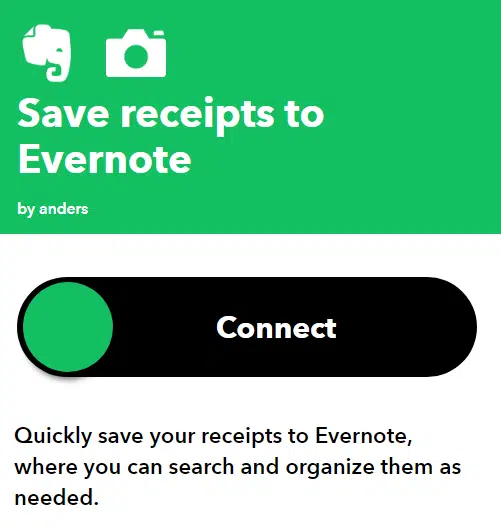 Save receipts to
Evernote
by anders
Connect
Quickly save your receipts to Evernote,
where you can search and organize them as
needed.